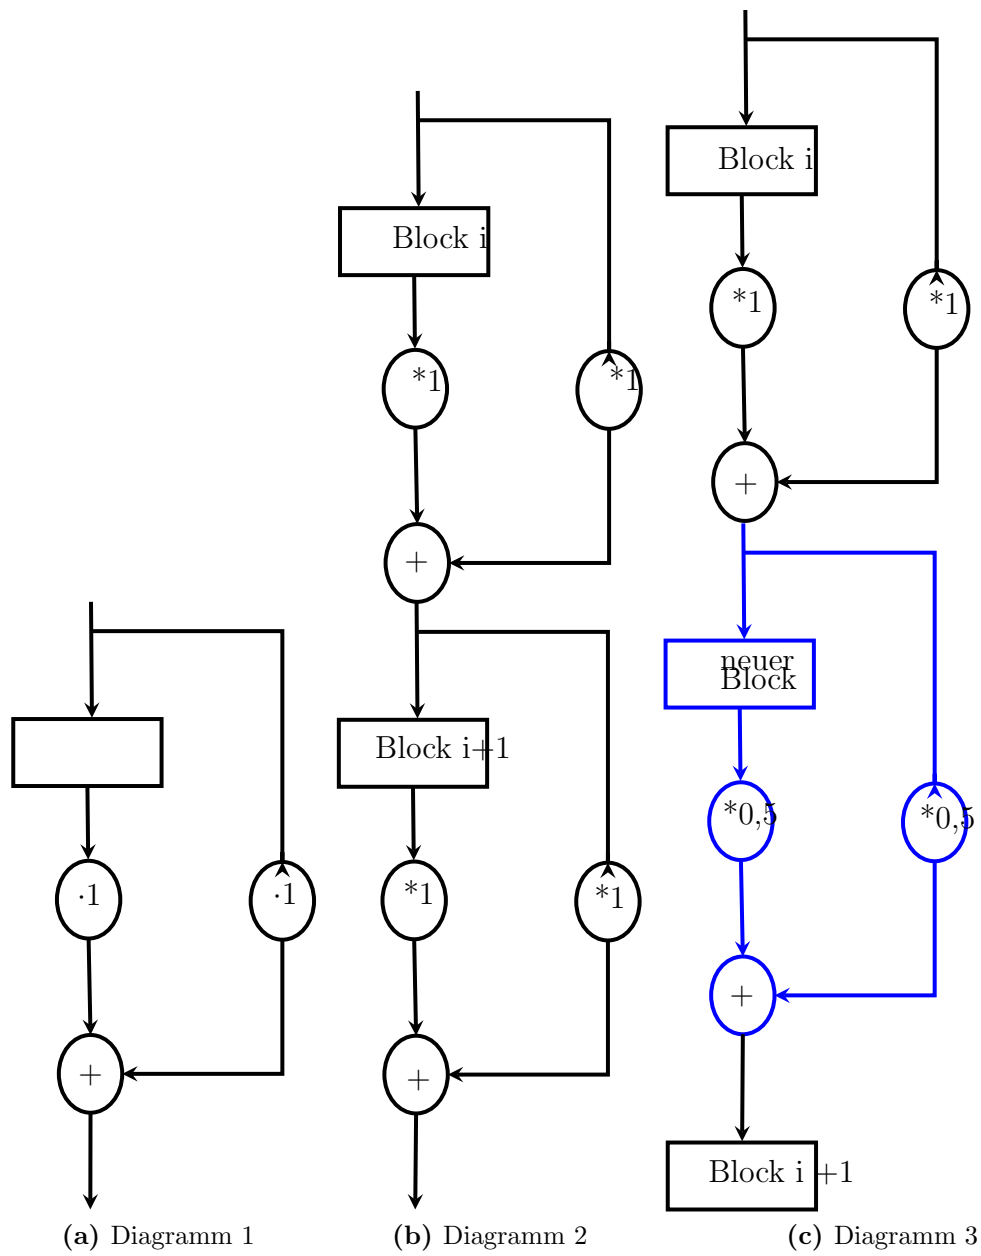 ·1
·1
+
(a) Diagramm 1
Block i
*1
*1
+
Block i+1
*1
*1
+
(b) Diagramm 2
Block i
*1
*1
+
neuer
Block
*0,5
*0,5
+
Block i +1
(c) Diagramm 3